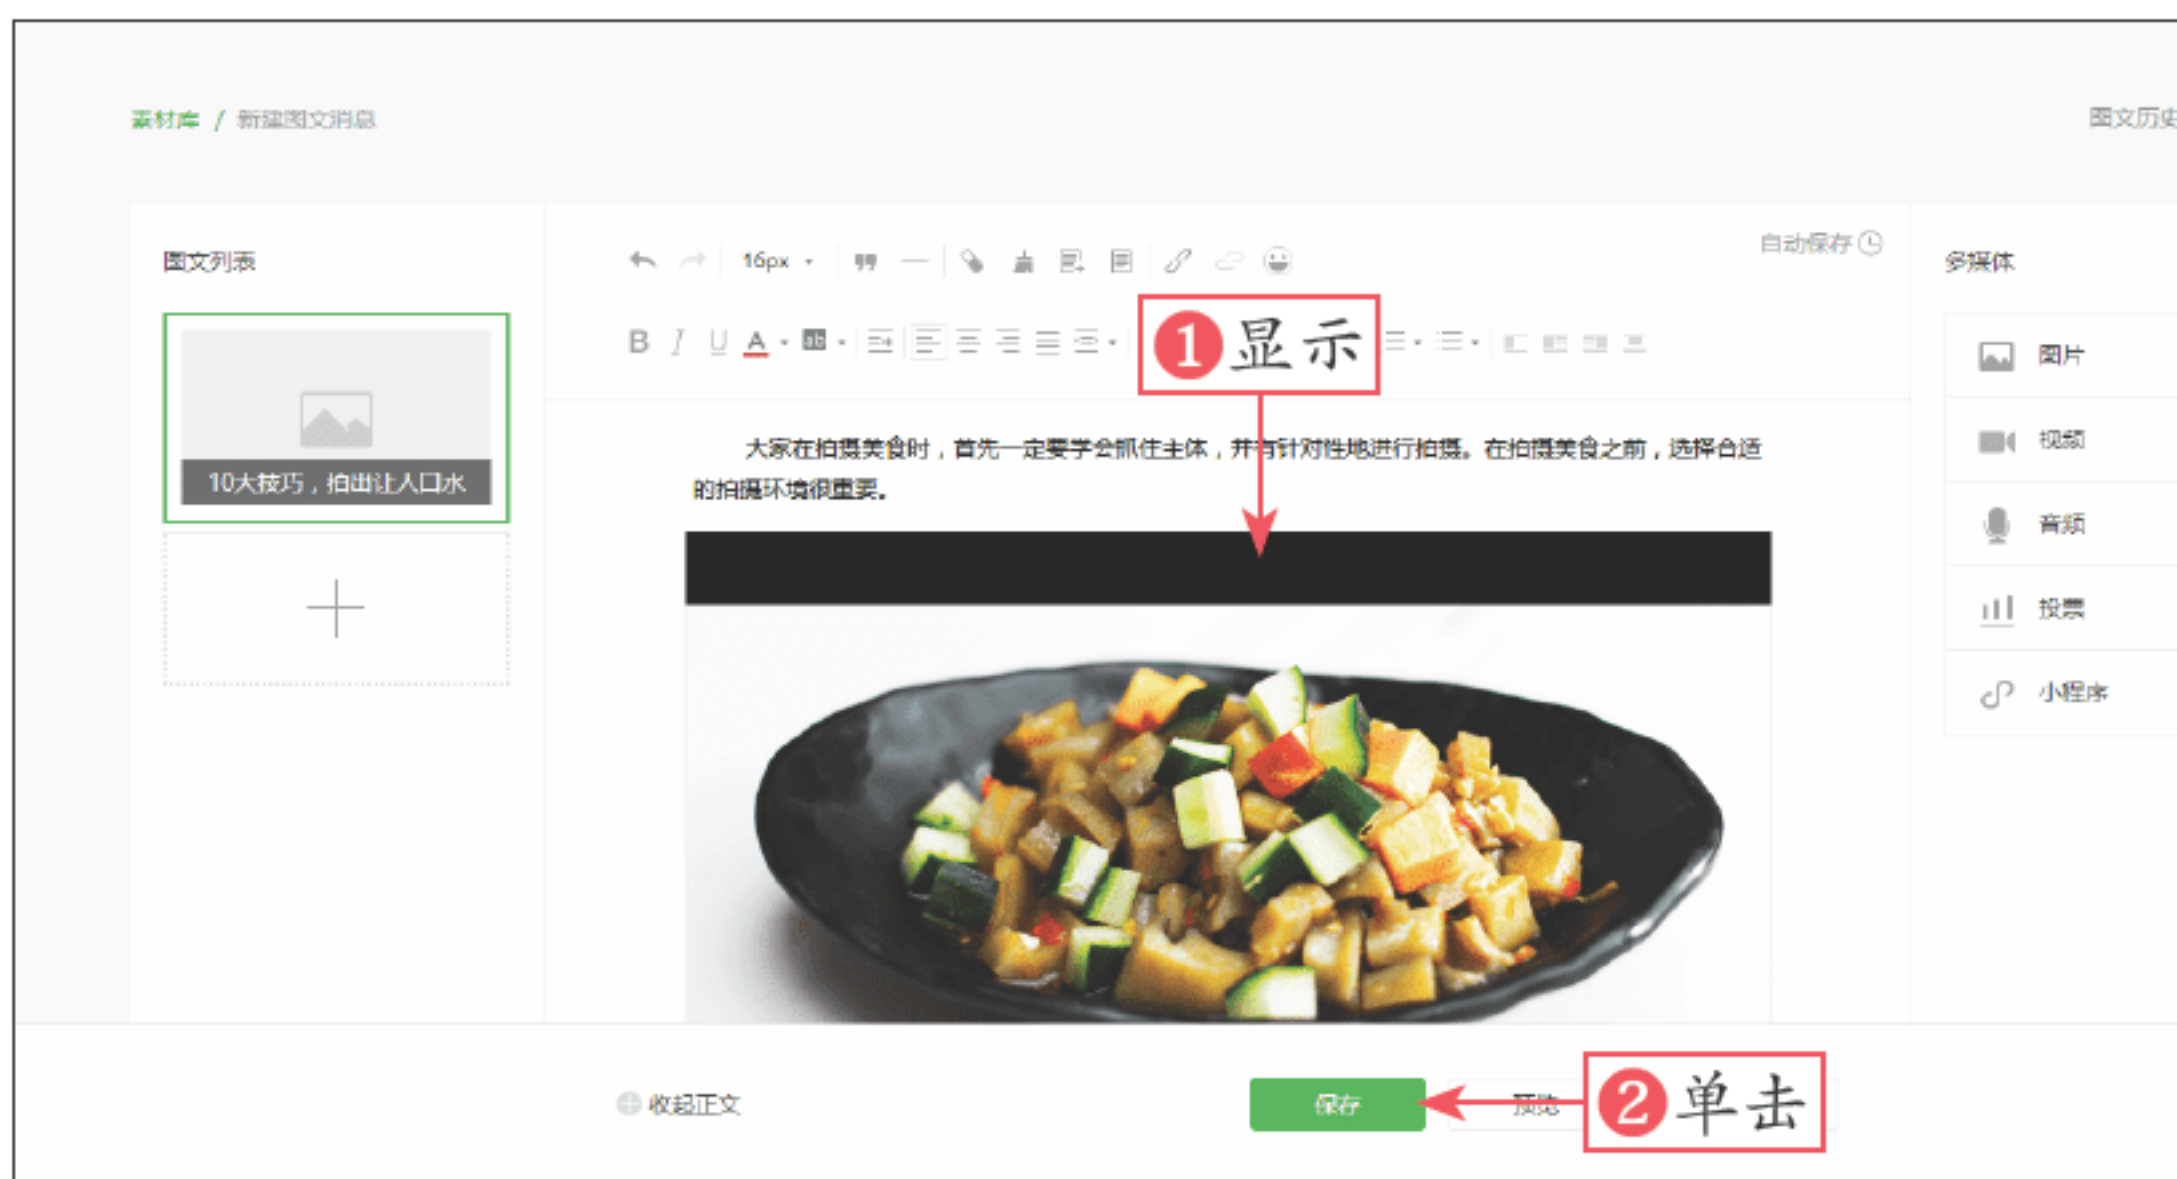 素材库 / 新建图文消息
图文历史
图文列表
10大技巧，拍出让人口水
16px
自动保存
B I U A ab
❶显示
大家在拍摄美食时，首先一定要学会抓住主体，并有针对性地进行拍摄。在拍摄美食之前，选择合适
的拍摄环境很重要。
多媒体
图片
视频
音频
投票
小程序
收起正文
保存
预览
❷单击